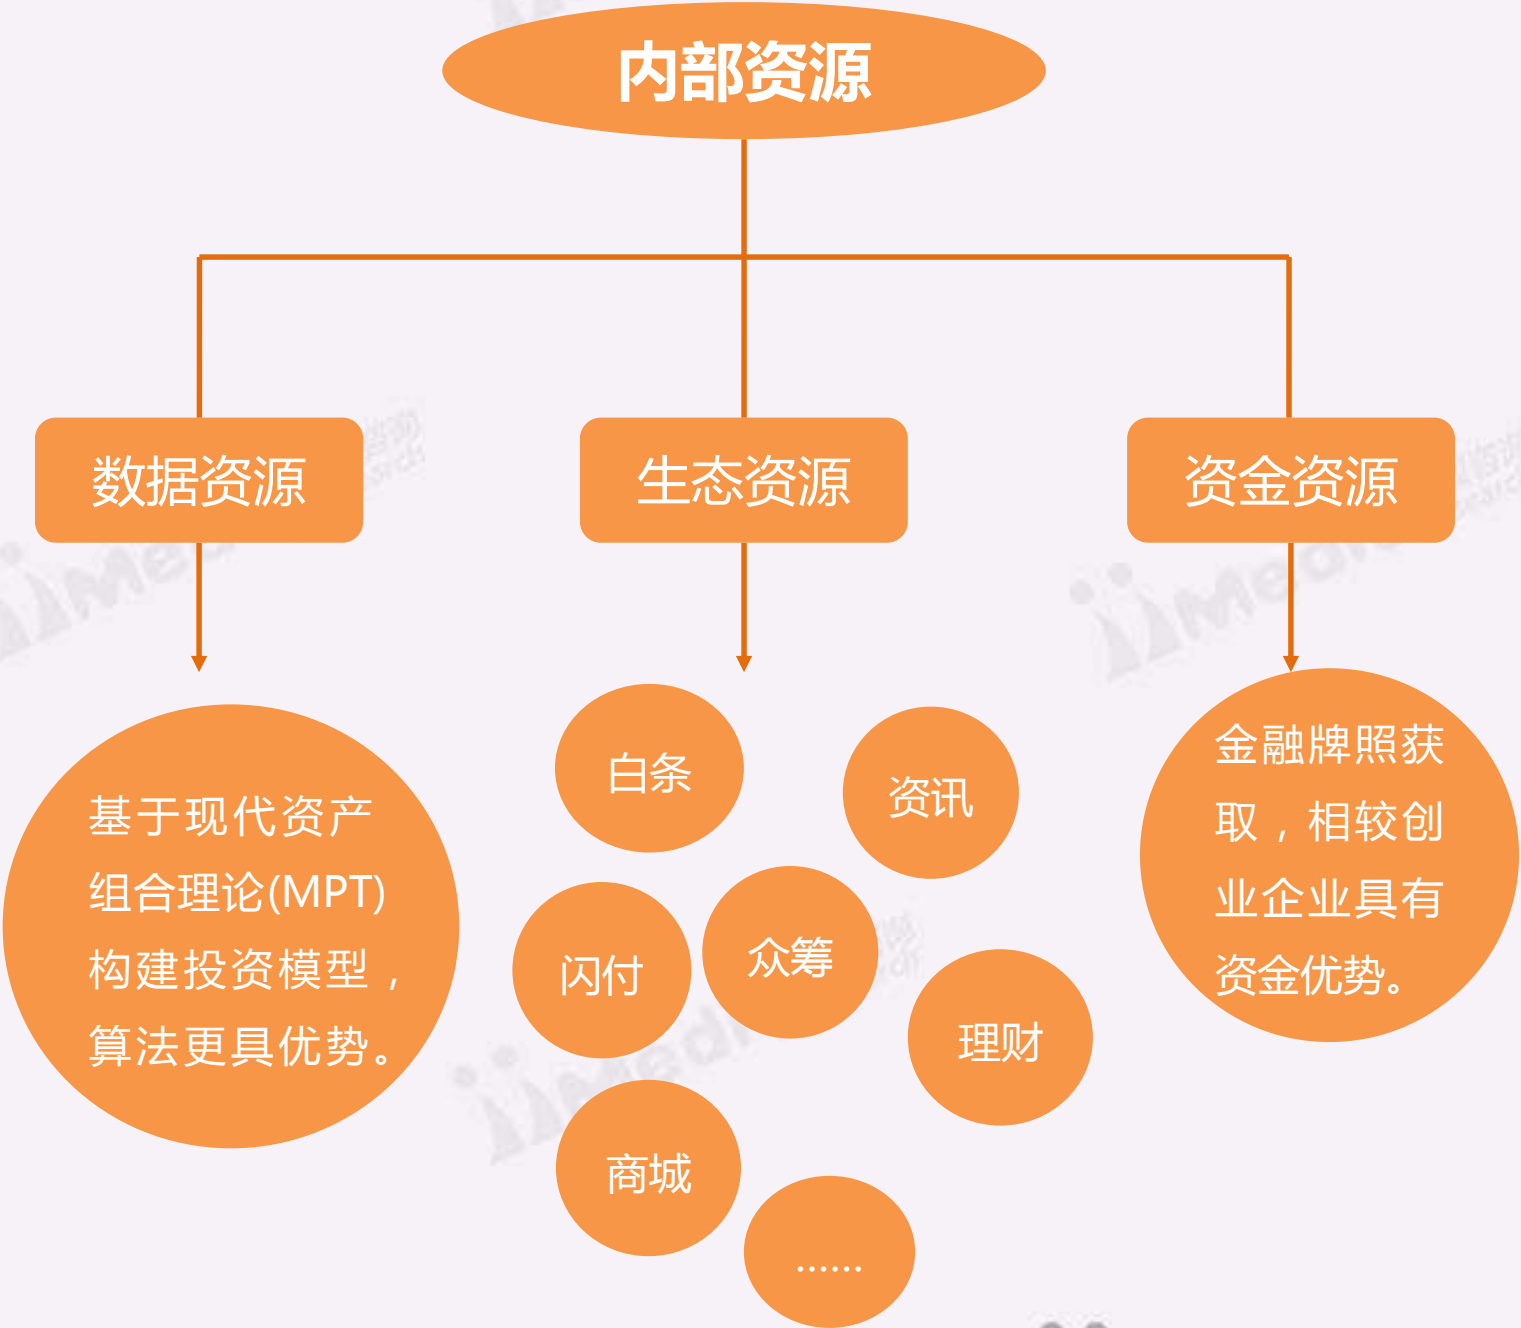 内部资源
数据资源
生态资源
资金资源
基于现代资产
组合理论(MPT)
构建投资模型，
算法更具优势。
白条
资讯
闪付
众筹
理财
商城
……
金融牌照获
取，相较创
业企业具有
资金优势。